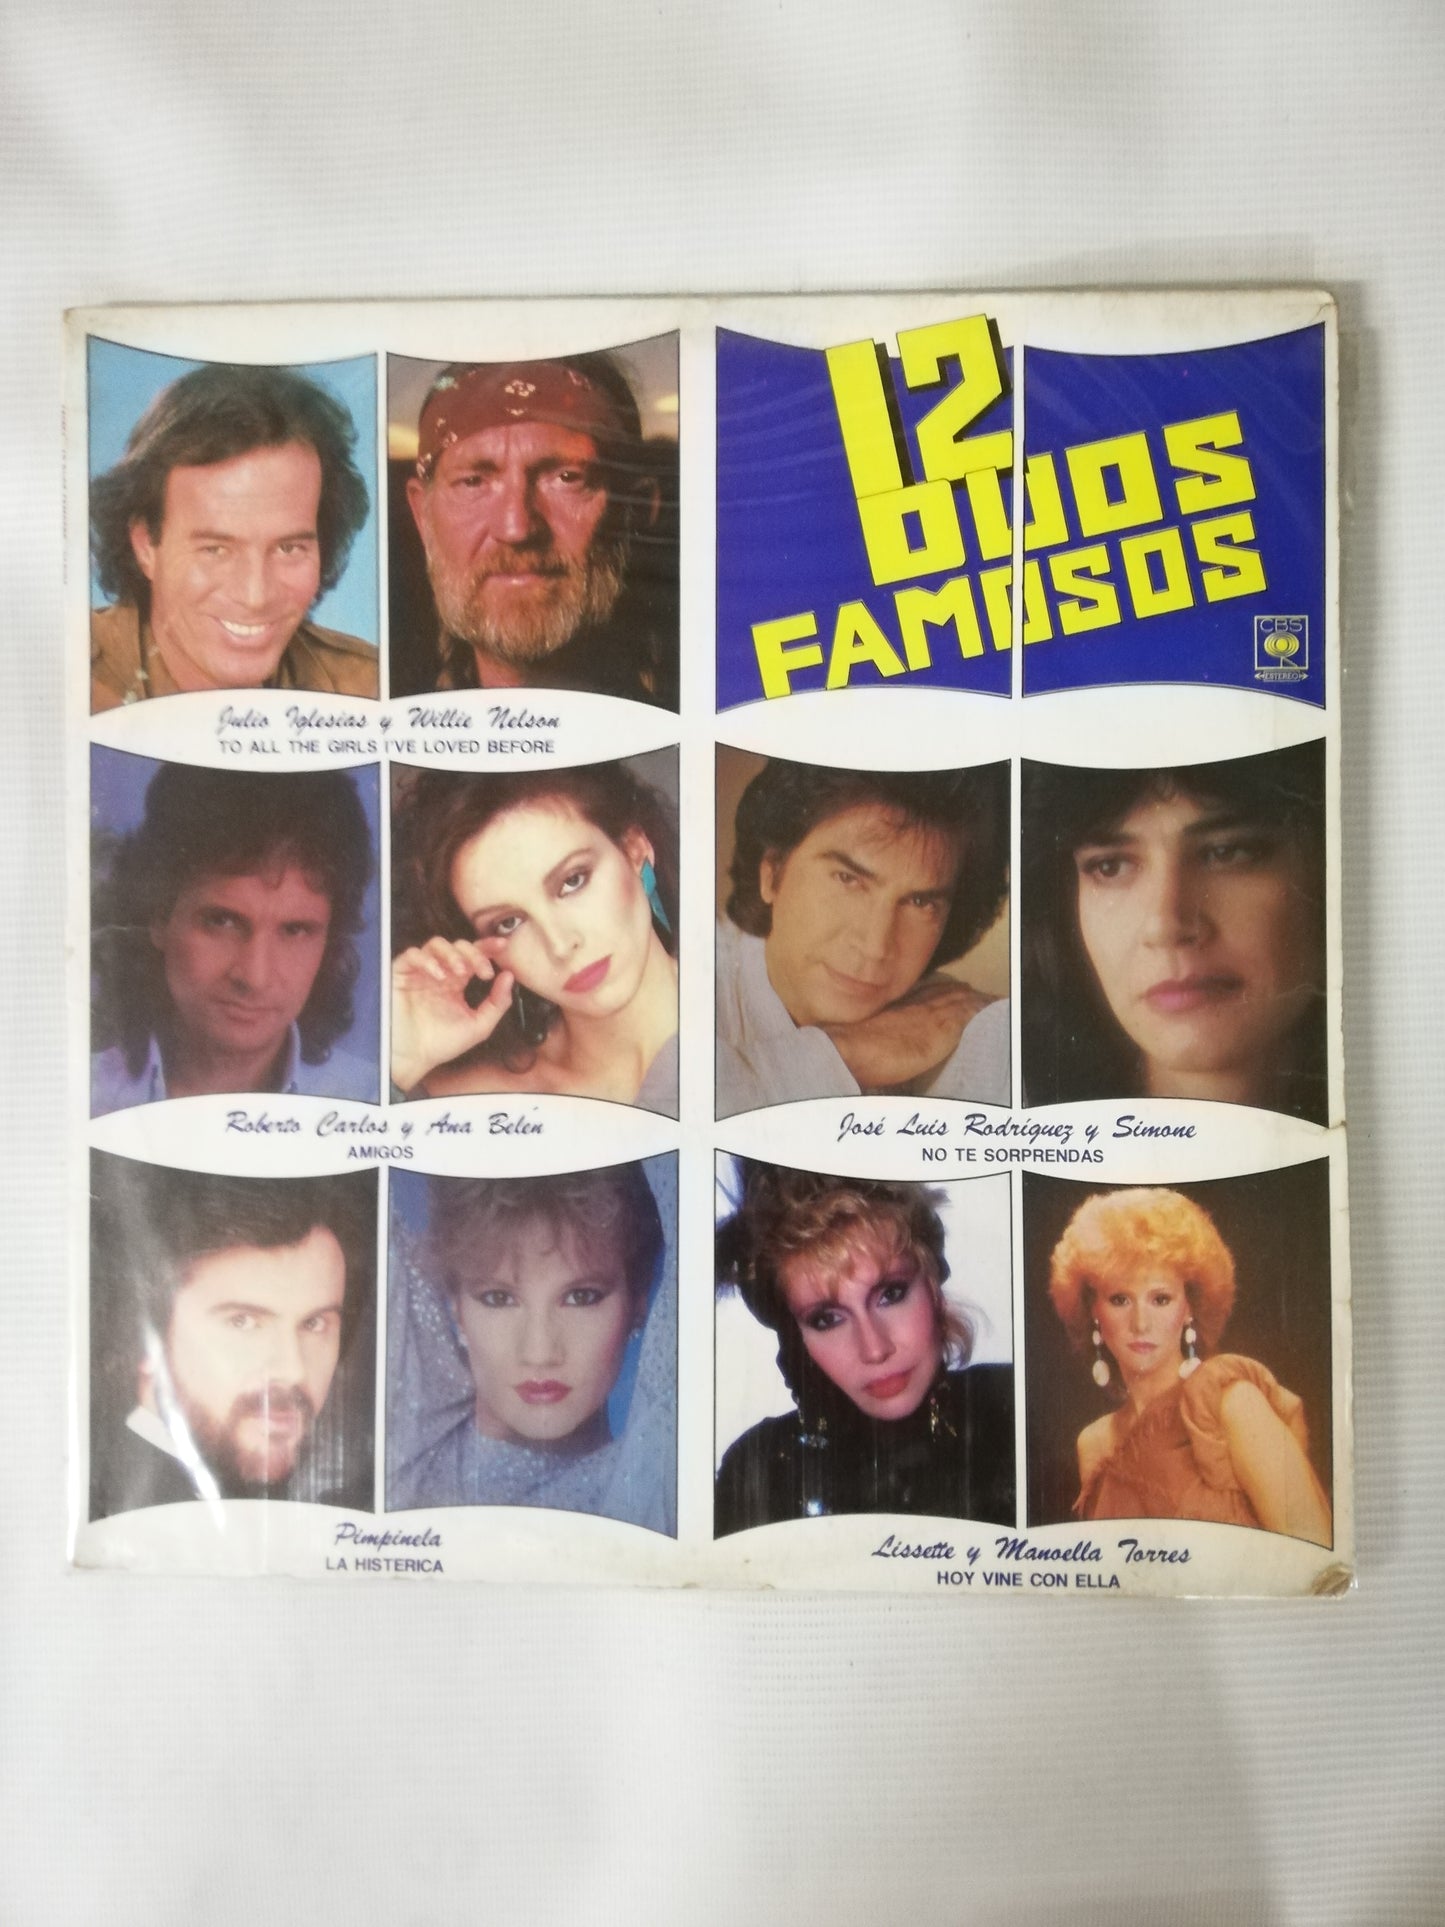 12
DUOS
FAMOSOS
CBS
ESTEREO
Julio Iglesias y Willie Nelson
TO ALL THE GIRLS I'VE LOVED BEFORE
Roberto Carlos y Ana Belén
AMIGOS
José Luis Rodríguez y Simone
NO TE SORPRENDAS
Pimpinela
LA HISTERICA
Lissette y Manoella Torres
HOY VINE CON ELLA